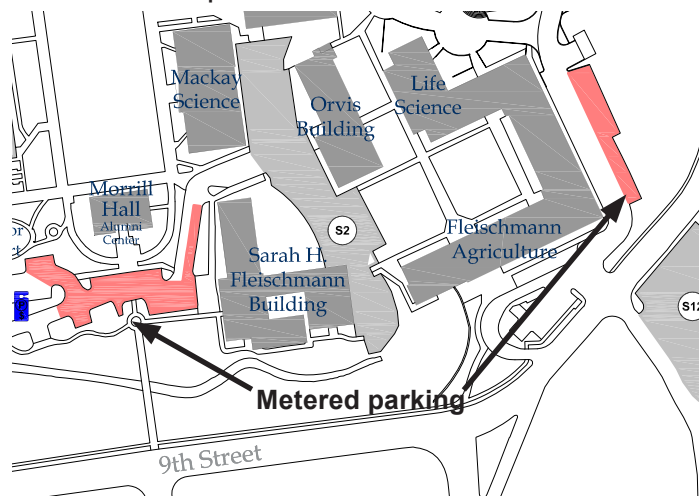 Mackay
Science
Orvis
Building
Life
Science
Morrill
Hall
Alumni
Center
S2
Sarah H.
Fleischmann
Building
Fleischmann
Agriculture
S12
Metered parking
9th Street